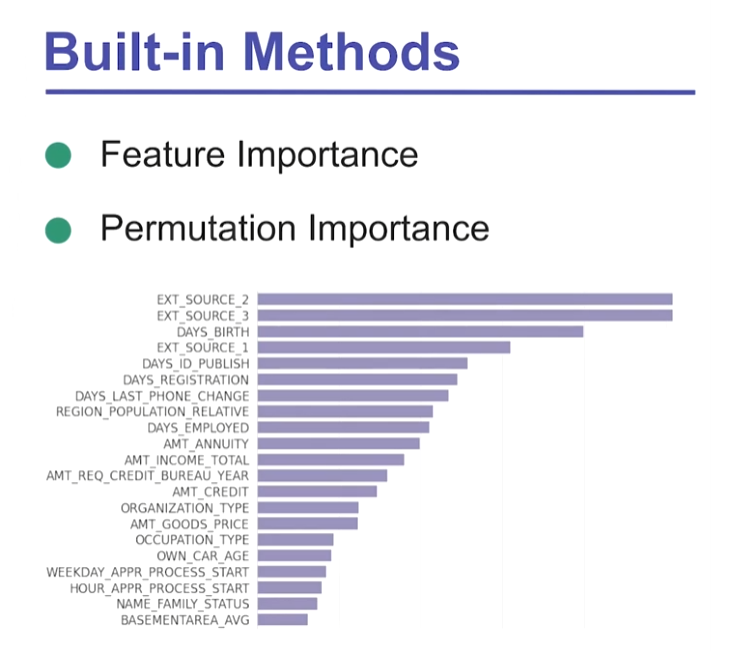 Built-in Methods
Feature Importance
Permutation Importance
EXT_SOURCE_2
EXT_SOURCE_3
DAYS_BIRTH
EXT_SOURCE_1
DAYS_ID_PUBLISH
DAYS_REGISTRATION
DAYS_LAST_PHONE_CHANGE
REGION_POPULATION_RELATIVE
DAYS_EMPLOYED
AMT_ANNUITY
AMT_INCOME_TOTAL
AMT_REQ_CREDIT_BUREAU_YEAR
AMT_CREDIT
ORGANIZATION_TYPE
AMT_GOODS_PRICE
OCCUPATION_TYPE
OWN_CAR_AGE
WEEKDAY_APPR_PROCESS_START
HOUR_APPR_PROCESS_START
NAME_FAMILY_STATUS
BASEMENTAREA_AVG